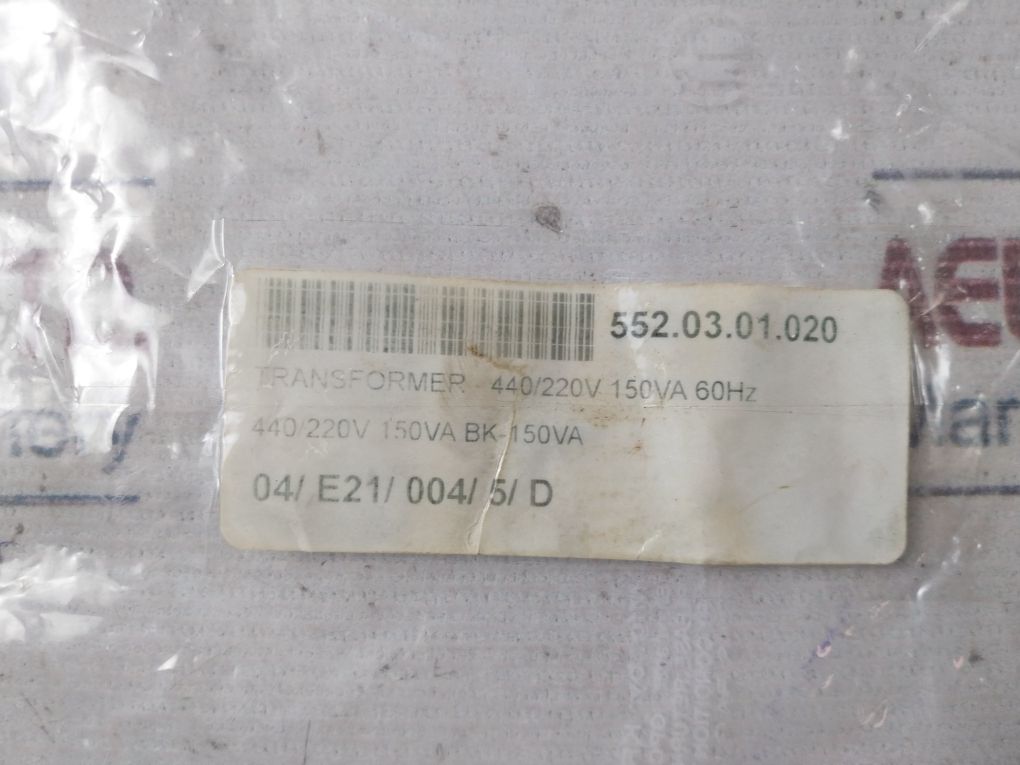 552.03.01.020
TRANSFORMER - 440/220V 150VA 60Hz
440/220V 150VA BK-150VA
04/ E21/ 004/ 5/ D